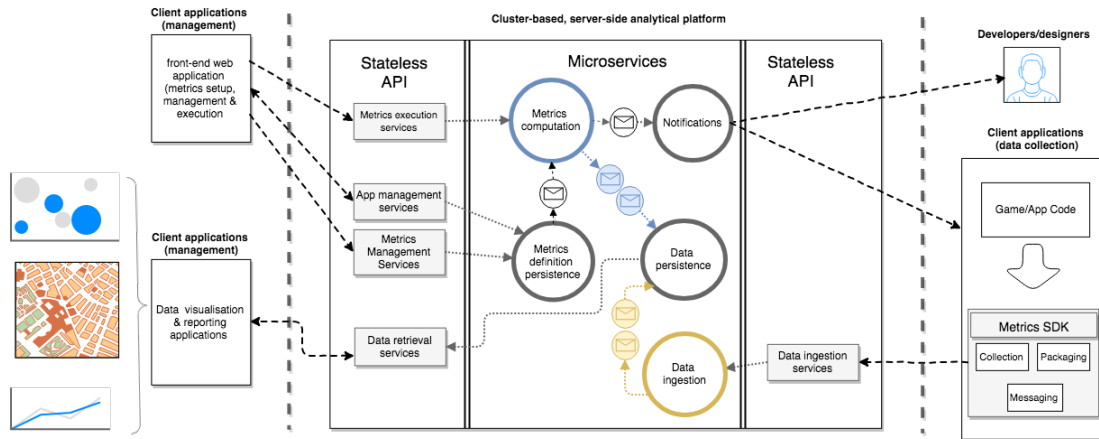 Client applications
(management)
front-end web
application
(metrics setup,
management &
execution
Client applications
(management)
Data visualisation
& reporting
applications
Cluster-based, server-side analytical platform
Stateless
API
Metrics execution
services
App management
services
Metrics
Management
Services
Data retrieval
services
Microservices
Metrics
computation
Notifications
Metrics
definition
persistence
Data
persistence
Data
ingestion
Stateless
API
Data ingestion
services
Developers/designers
Client applications
(data collection)
Game/App Code
Metrics SDK
Collection
Packaging
Messaging